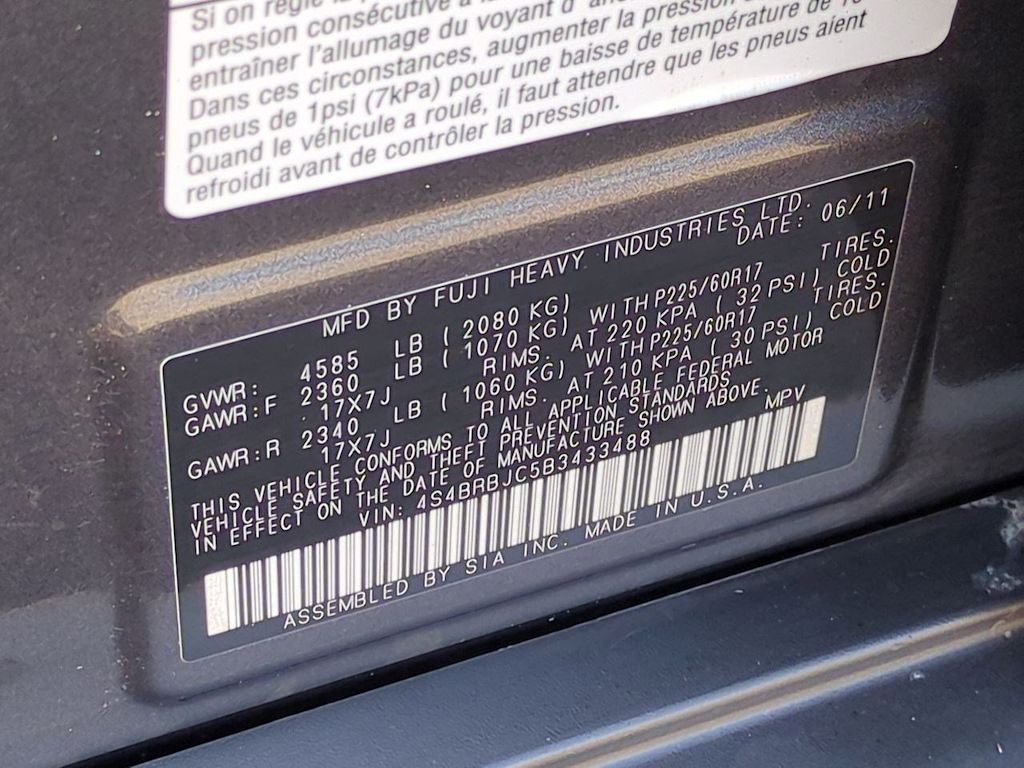 Si on règle la
pression consécutive à la
entraîner l'allumage du voyant d'
Dans ces circonstances, augmenter la pression
pneus de 1psi (7kPa) pour une baisse de température de
Quand le véhicule a roulé, il faut attendre que les pneus aient
refroidi avant de contrôler la pression.
MFD BY FUJI HEAVY INDUSTRIES LTD.
DATE: 06/11
GVWR: 4585 LB ( 2080 KG)
GAWR:F 2360 LB ( 1070 KG) WITH P225/60R17 TIRES.
17X7J RIMS. AT 220 KPA ( 32 PSI) COLD
GAWR:R 2340 LB ( 1060 KG) WITH P225/60R17 TIRES.
17X7J RIMS. AT 210 KPA ( 30 PSI) COLD
THIS VEHICLE CONFORMS TO ALL APPLICABLE FEDERAL MOTOR
VEHICLE SAFETY AND THEFT PREVENTION STANDARDS
IN EFFECT ON THE DATE OF MANUFACTURE SHOWN ABOVE.
VIN: 4S4BRBJC5B3433488 MPV
ASSEMBLED BY SIA INC. MADE IN U.S.A.